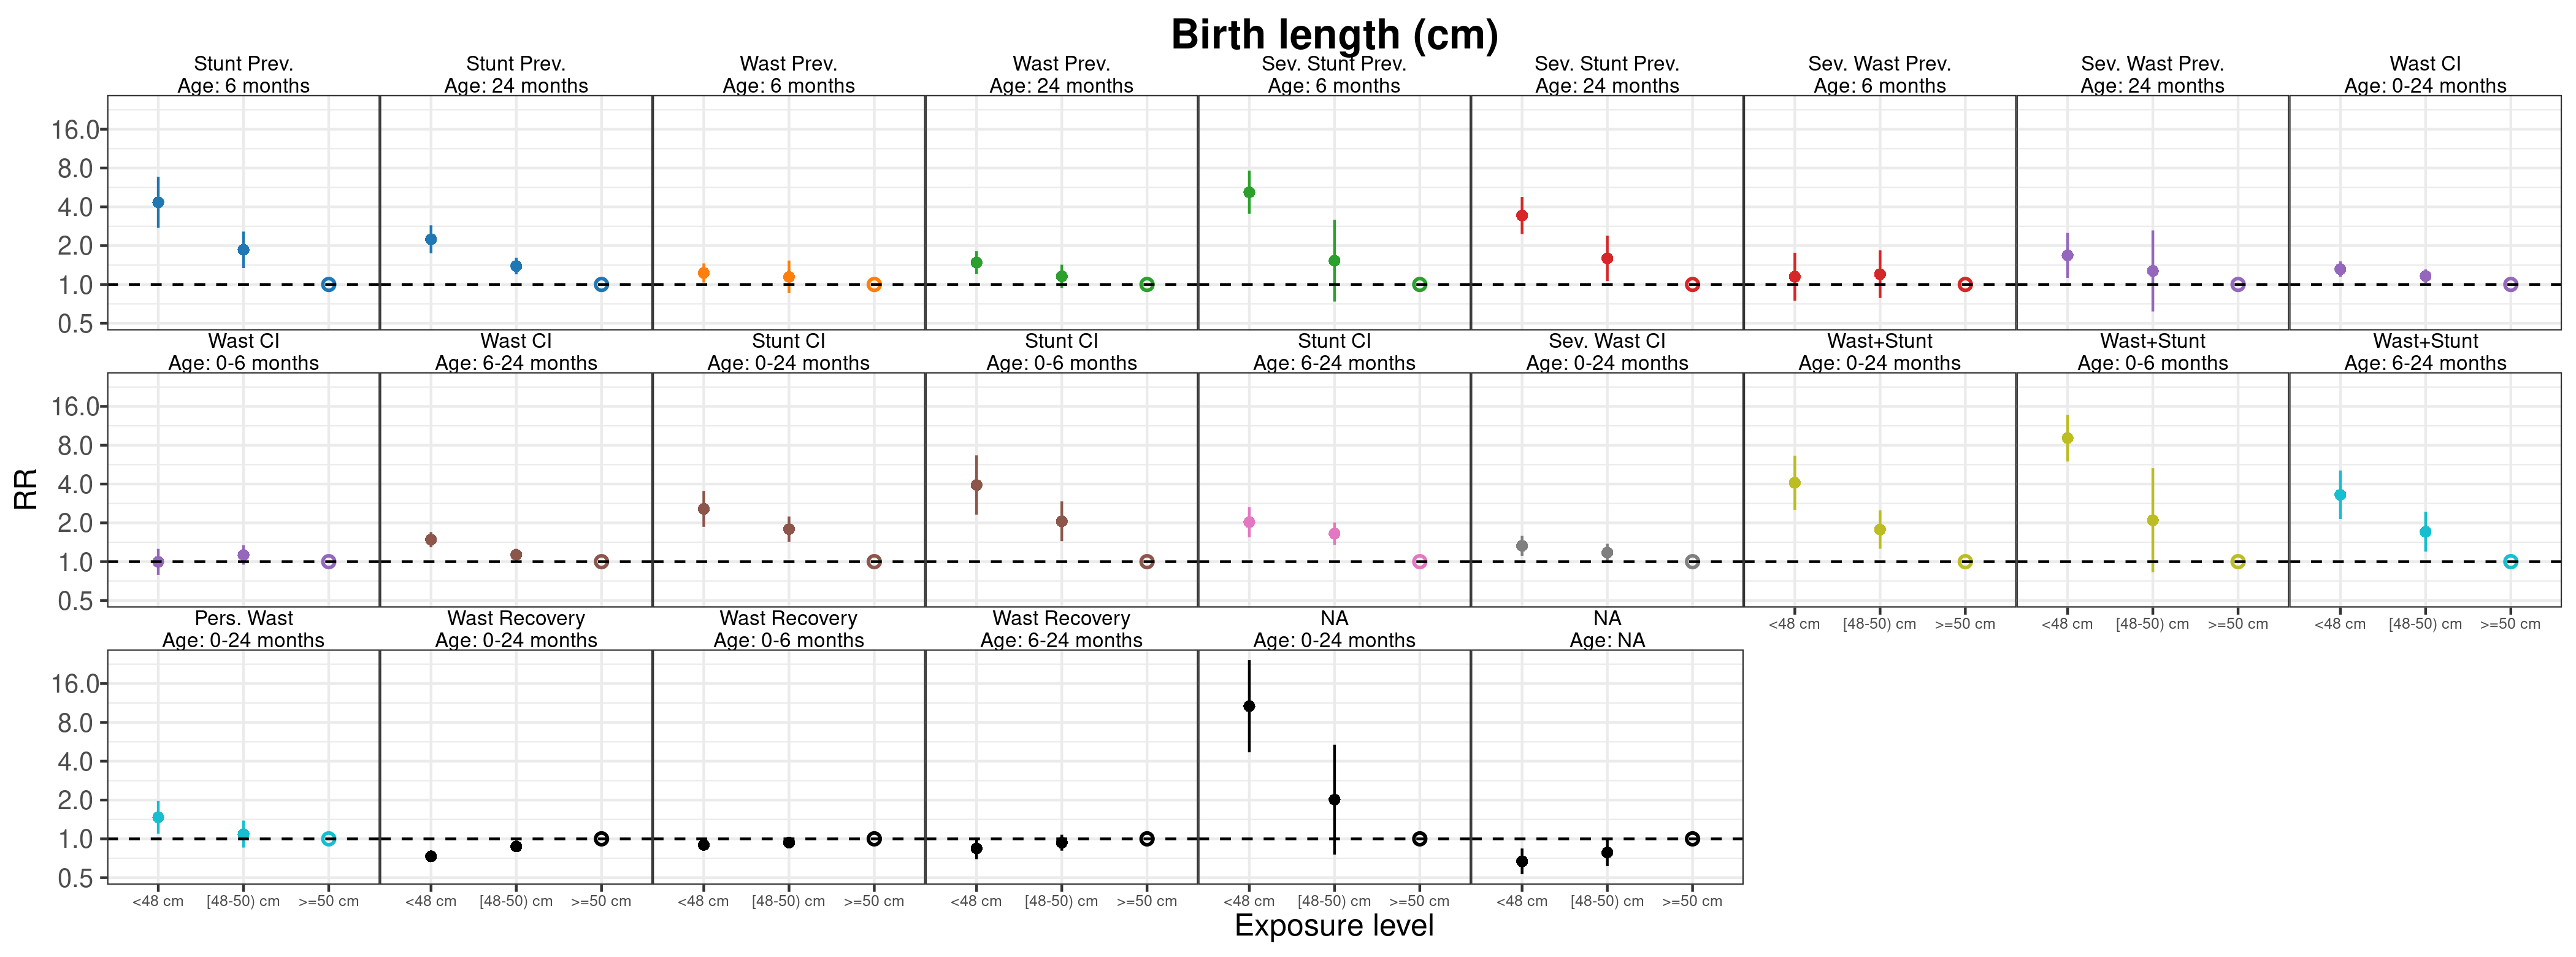 Birth length (cm)
Stunt Prev.
Age: 6 months
Stunt Prev.
Age: 24 months
Wast Prev.
Age: 6 months
Wast Prev.
Age: 24 months
Sev. Stunt Prev.
Age: 6 months
Sev. Stunt Prev.
Age: 24 months
Sev. Wast Prev.
Age: 6 months
Sev. Wast Prev.
Age: 24 months
Wast CI
Age: 0-24 months
16.0
8.0
4.0
2.0
1.0
0.5
Wast CI
Age: 0-6 months
Wast CI
Age: 6-24 months
Stunt CI
Age: 0-24 months
Stunt CI
Age: 0-6 months
Stunt CI
Age: 6-24 months
Sev. Wast CI
Age: 0-24 months
Wast+Stunt
Age: 0-24 months
Wast+Stunt
Age: 0-6 months
Wast+Stunt
Age: 6-24 months
16.0
8.0
4.0
2.0
1.0
0.5
RR
<48 cm [48-50) cm >=50 cm
<48 cm [48-50) cm >=50 cm
<48 cm [48-50) cm >=50 cm
Pers. Wast
Age: 0-24 months
Wast Recovery
Age: 0-24 months
Wast Recovery
Age: 0-6 months
Wast Recovery
Age: 6-24 months
NA
Age: 0-24 months
NA
Age: NA
16.0
8.0
4.0
2.0
1.0
0.5
<48 cm [48-50) cm >=50 cm
<48 cm [48-50) cm >=50 cm
<48 cm [48-50) cm >=50 cm
<48 cm [48-50) cm >=50 cm
<48 cm [48-50) cm >=50 cm
<48 cm [48-50) cm >=50 cm
Exposure level